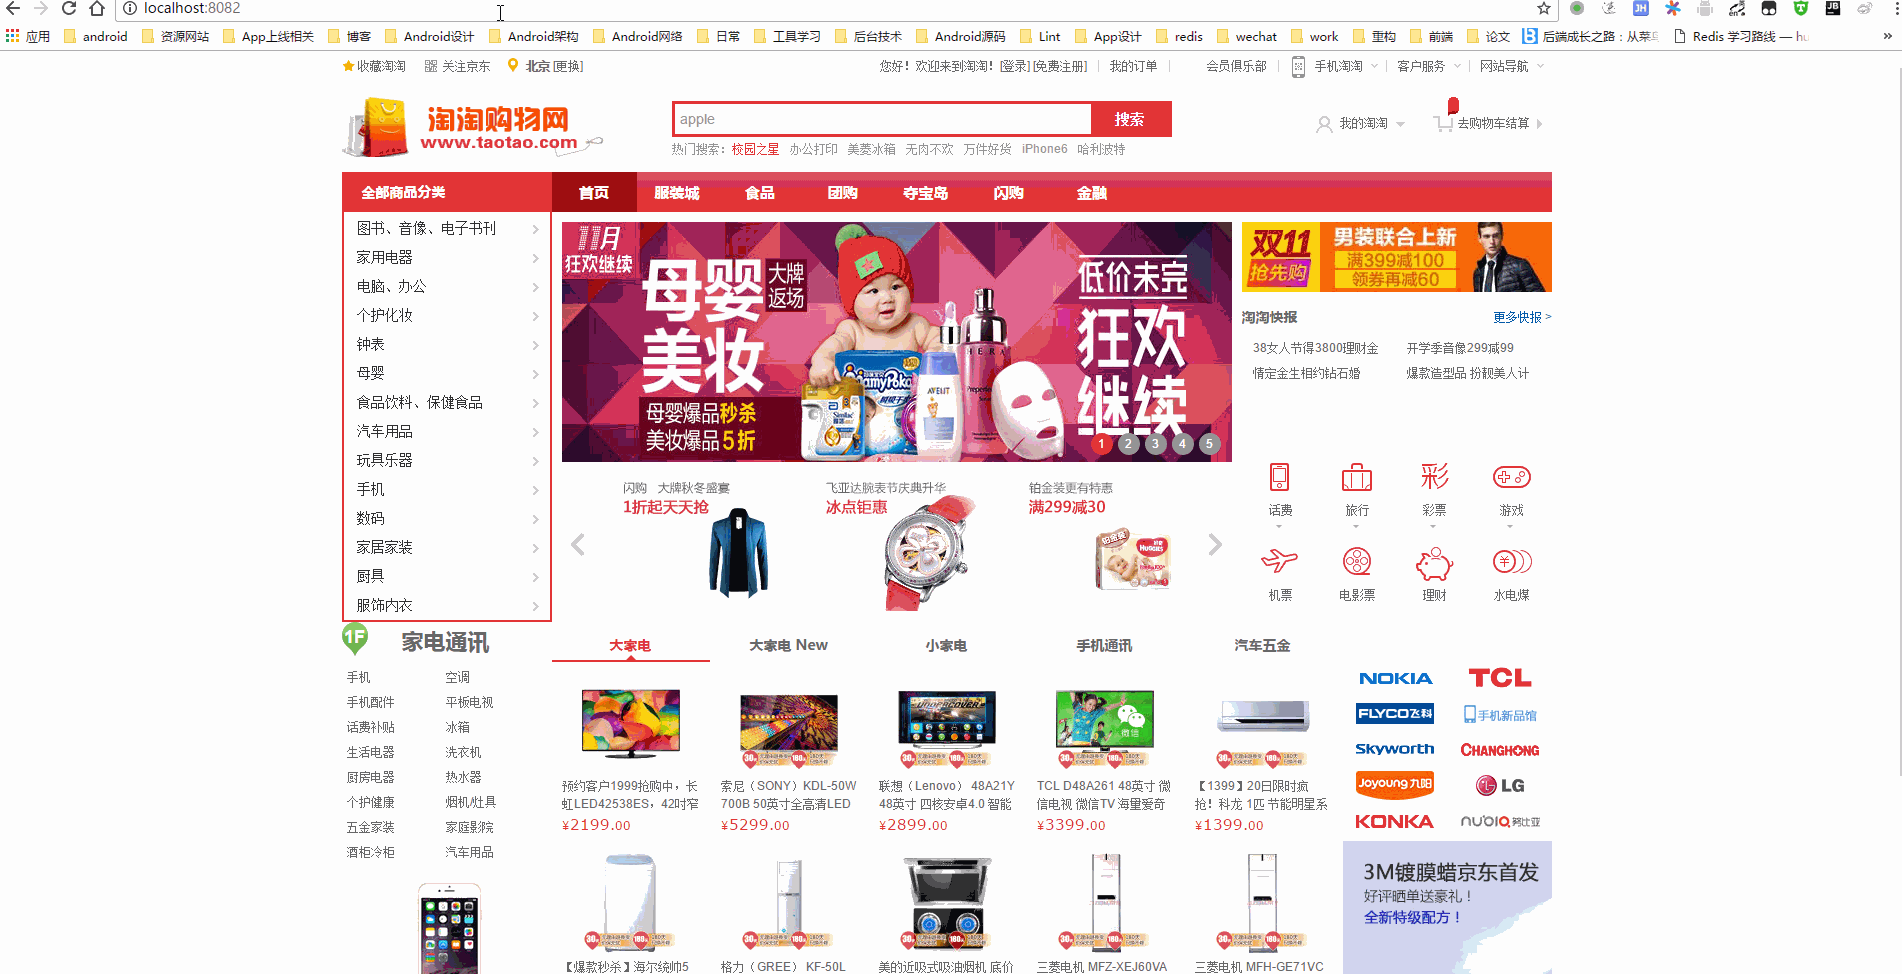 localhost:8082
应用 android 资源网站 App上线相关 博客 Android设计 Android架构 Android网络 日常 工具学习 后台技术 Android源码 Lint App设计 redis wechat work 重构 前端 论文 后端成长之路：从菜鸟 Redis 学习路线 — hu »
收藏淘淘 关注京东 北京 [更换] 您好！欢迎来到淘淘！[登录] [免费注册] 我的订单 会员俱乐部 手机淘淘 客户服务 网站导航
淘淘购物网
www.taotao.com
apple 搜索
我的淘淘 去购物车结算
热门搜索： 校园之星 办公打印 美菱冰箱 无肉不欢 万件好货 iPhone6 哈利波特
全部商品分类 首页 服装城 食品 团购 夺宝岛 闪购 金融
图书、音像、电子书刊
家用电器
电脑、办公
个护化妆
钟表
母婴
食品饮料、保健食品
汽车用品
玩具乐器
手机
数码
家居家装
厨具
服饰内衣
11月
狂欢继续
母婴
大牌
返场
美妆
母婴爆品秒杀
美妆爆品5折
低价未完
狂欢
继续
1 2 3 4 5
双11
抢先购
男装联合上新
满399减100
领券再减60
淘淘快报 更多快报 >
38女人节得3800理财金 开学季音像299减99
情定金生相约钻石婚 爆款造型品 扮靓美人计
闪购 大牌秋冬盛宴
1折起天天抢
飞亚达腕表节庆典升华
冰点钜惠
铂金装更有特惠
满299减30
话费 旅行 彩票 游戏
机票 电影票 理财 水电煤
1F 家电通讯
大家电 大家电 New 小家电 手机通讯 汽车五金
手机 空调
手机配件 平板电视
话费补贴 冰箱
生活电器 洗衣机
厨房电器 热水器
个护健康 烟机/灶具
五金家装 家庭影院
酒柜冷柜 汽车用品
预约客户1999抢购中，长
虹LED42538ES，42吋窄
¥2199.00
索尼（SONY）KDL-50W
700B 50英寸全高清LED
¥5299.00
联想（Lenovo） 48A21Y
48英寸 四核安卓4.0 智能
¥2899.00
TCL D48A261 48英寸 微
信电视 微信TV 海量爱奇
¥3399.00
【1399】20日限时疯
抢！科龙 1匹 节能明星系
¥1399.00
NOKIA TCL
FLYCO飞科 手机新品馆
Skyworth CHANGHONG
Joyoung 九阳 LG
KONKA nubia 努比亚
3M镀膜蜡京东首发
好评晒单送豪礼！
全新特级配方！
【爆款秒杀】海尔统帅5
格力（GREE） KF-50L
美的近吸式吸油烟机 底价
三菱电机 MFZ-XEJ60VA
三菱电机 MFH-GE71VC